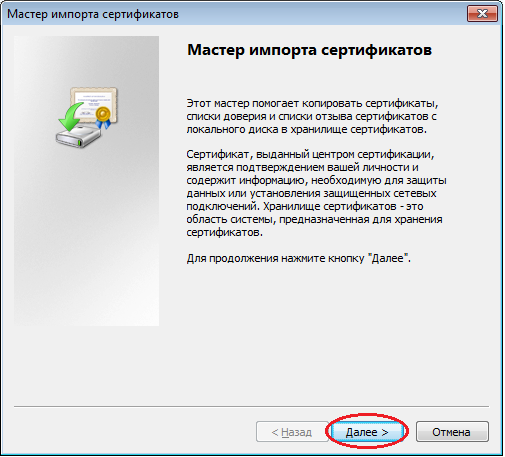 Мастер импорта сертификатов
Мастер импорта сертификатов
Этот мастер помогает копировать сертификаты,
списки доверия и списки отзыва сертификатов с
локального диска в хранилище сертификатов.
Сертификат, выданный центром сертификации,
является подтверждением вашей личности и
содержит информацию, необходимую для защиты
данных или установления защищенных сетевых
подключений. Хранилище сертификатов - это
область системы, предназначенная для хранения
сертификатов.
Для продолжения нажмите кнопку "Далее".
< Назад
Далее >
Отмена